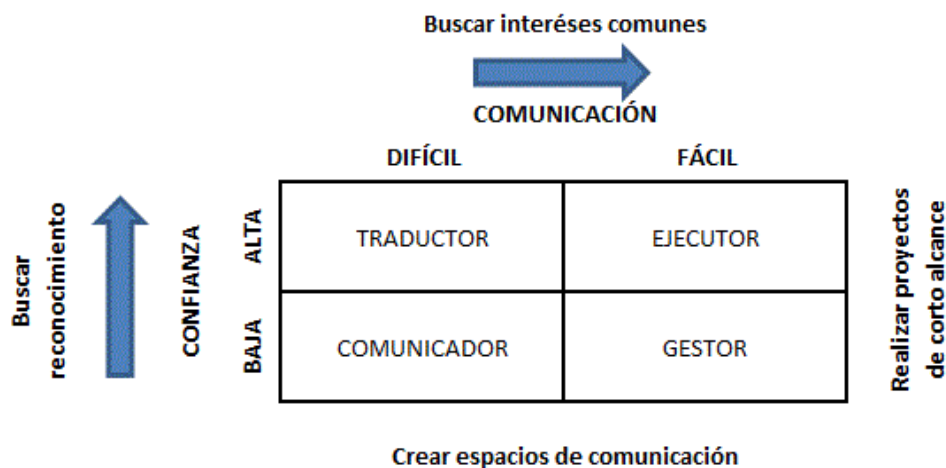 Buscar interéses comunes
COMUNICACIÓN
DIFÍCIL FÁCIL
Buscar
reconocimiento
CONFIANZA
ALTA
BAJA
TRADUCTOR EJECUTOR
COMUNICADOR GESTOR
Realizar proyectos
de corto alcance
Crear espacios de comunicación